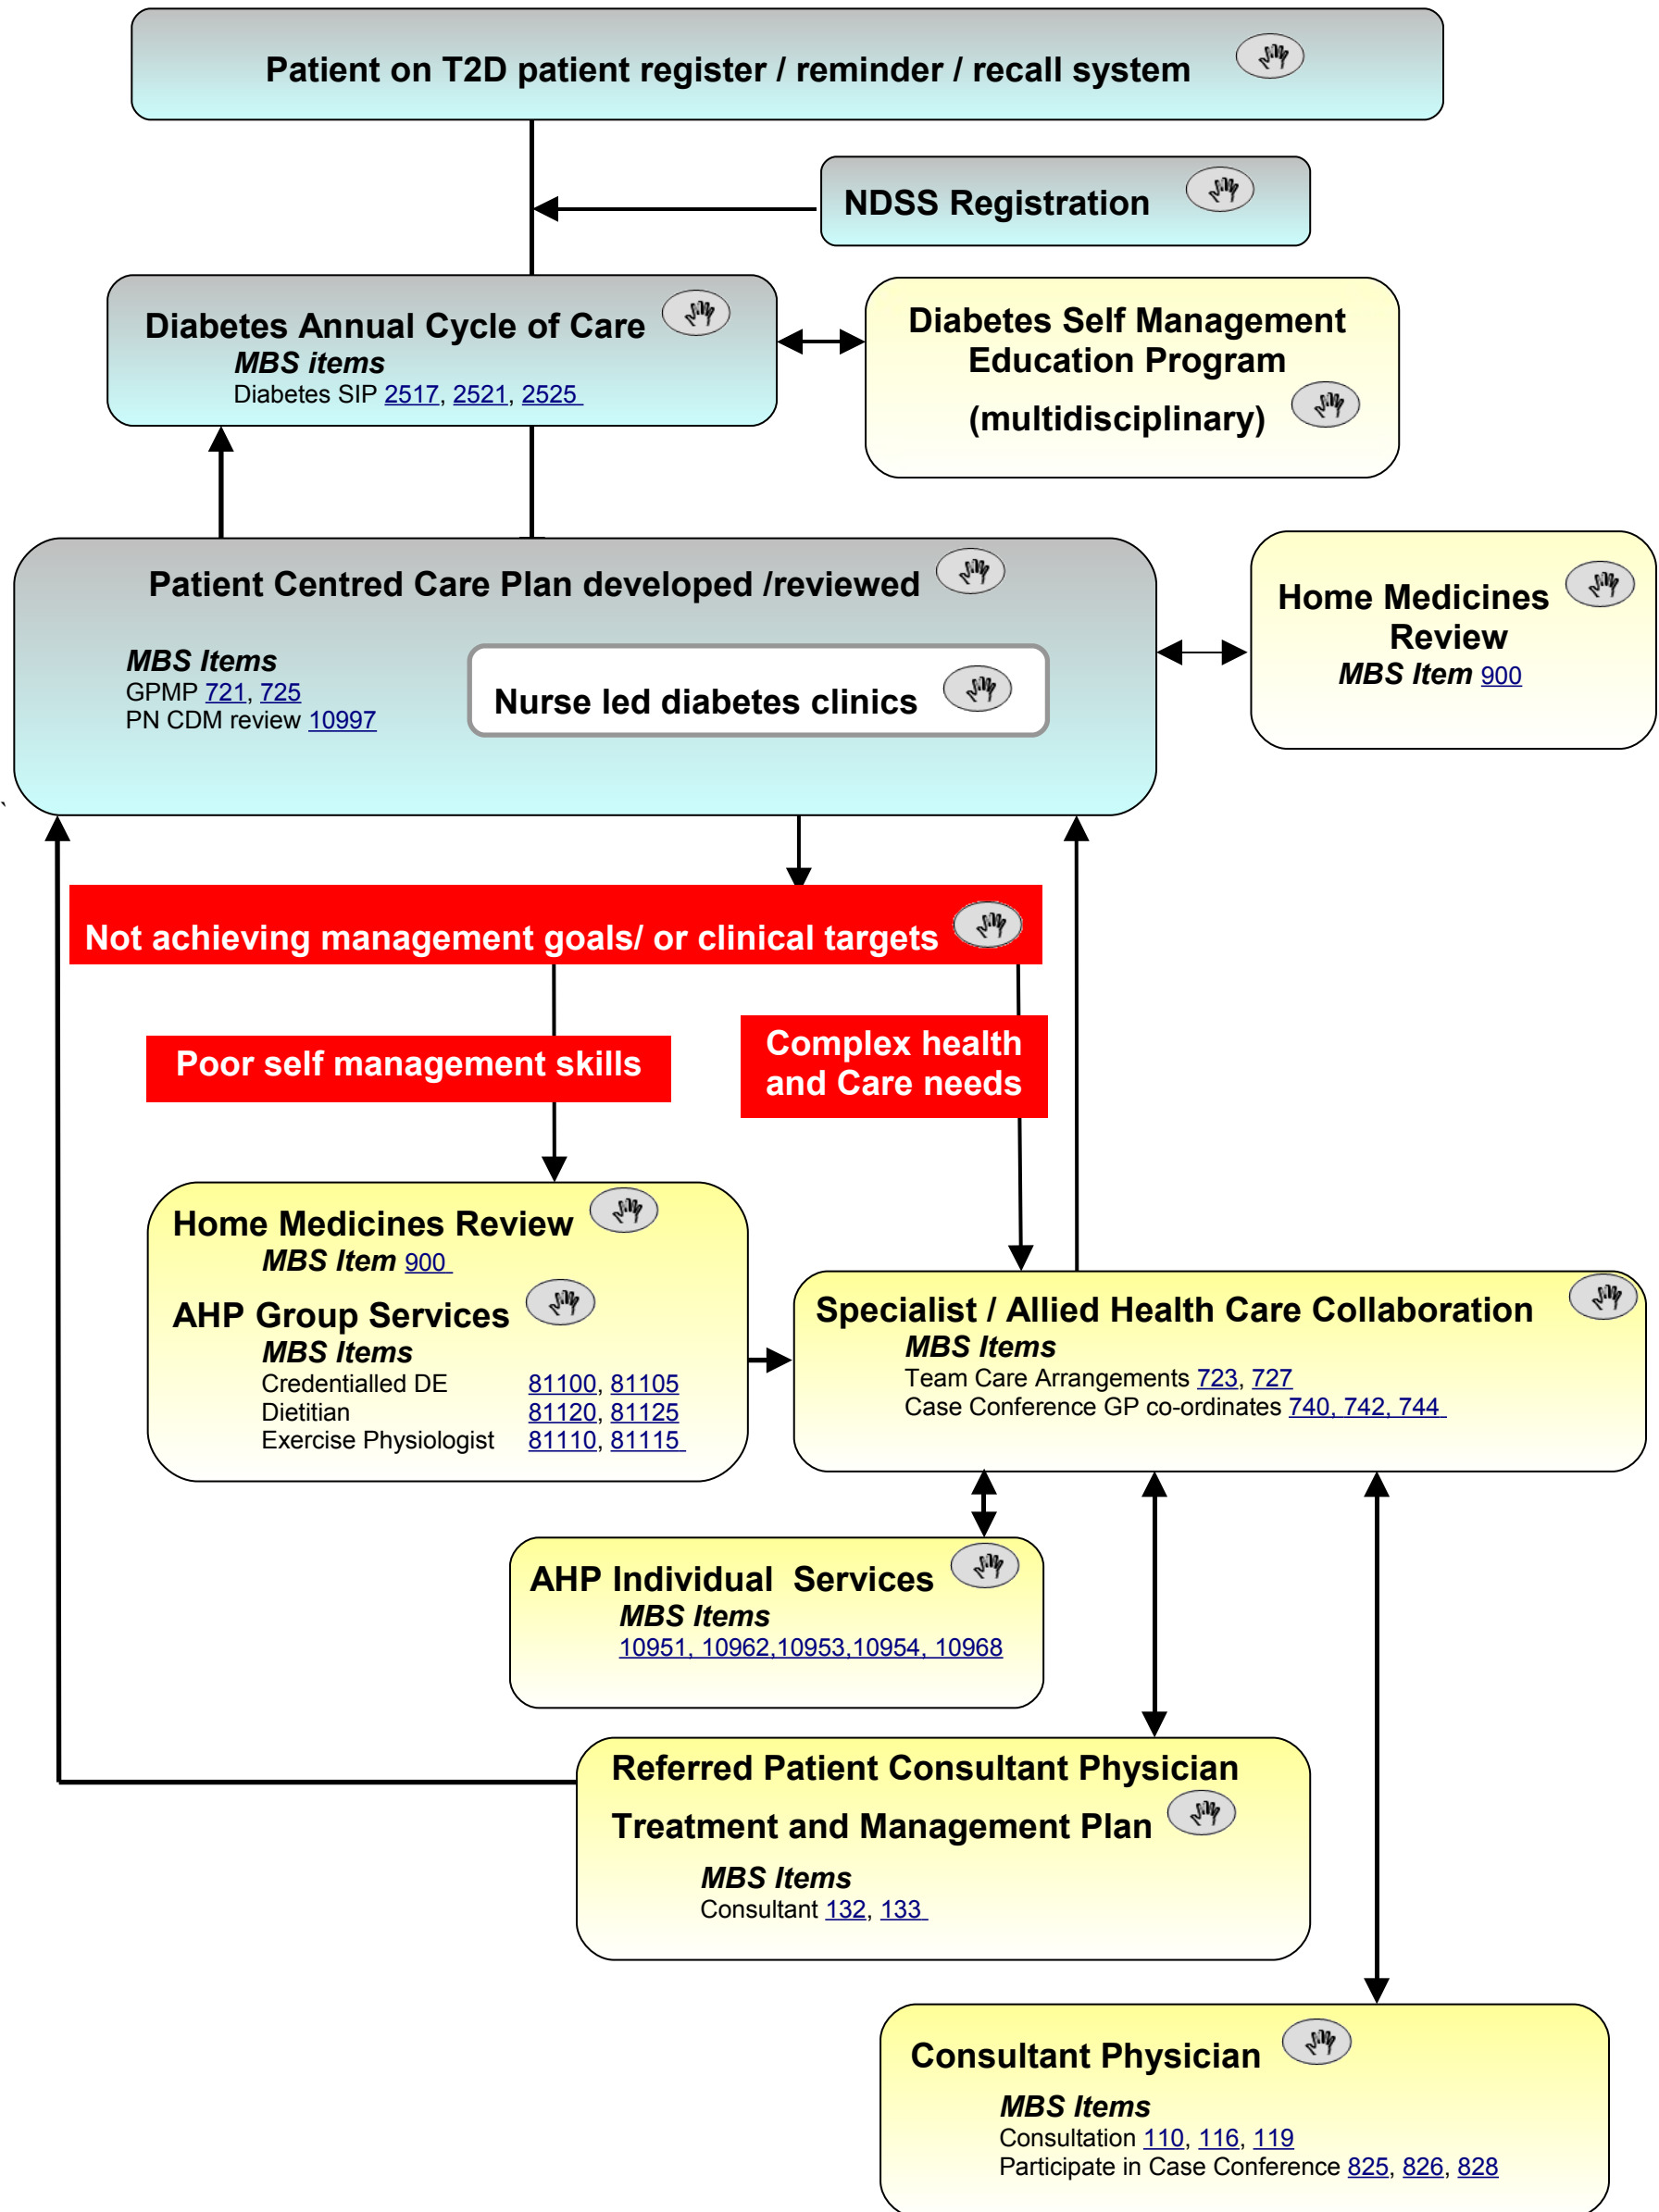 Patient on T2D patient register / reminder / recall system
NDSS Registration
Diabetes Annual Cycle of Care
MBS items
Diabetes SIP 2517, 2521, 2525
Diabetes Self Management
Education Program
(multidisciplinary)
Patient Centred Care Plan developed /reviewed
MBS Items
GPMP 721, 725
PN CDM review 10997
Nurse led diabetes clinics
Home Medicines
Review
MBS Item 900
`
Not achieving management goals/ or clinical targets
Poor self management skills
Complex health
and Care needs
Home Medicines Review
MBS Item 900
AHP Group Services
MBS Items
Credentialled DE 81100, 81105
Dietitian 81120, 81125
Exercise Physiologist 81110, 81115
Specialist / Allied Health Care Collaboration
MBS Items
Team Care Arrangements 723, 727
Case Conference GP co-ordinates 740, 742, 744
AHP Individual Services
MBS Items
10951, 10962,10953,10954, 10968
Referred Patient Consultant Physician
Treatment and Management Plan
MBS Items
Consultant 132, 133
Consultant Physician
MBS Items
Consultation 110, 116, 119
Participate in Case Conference 825, 826, 828